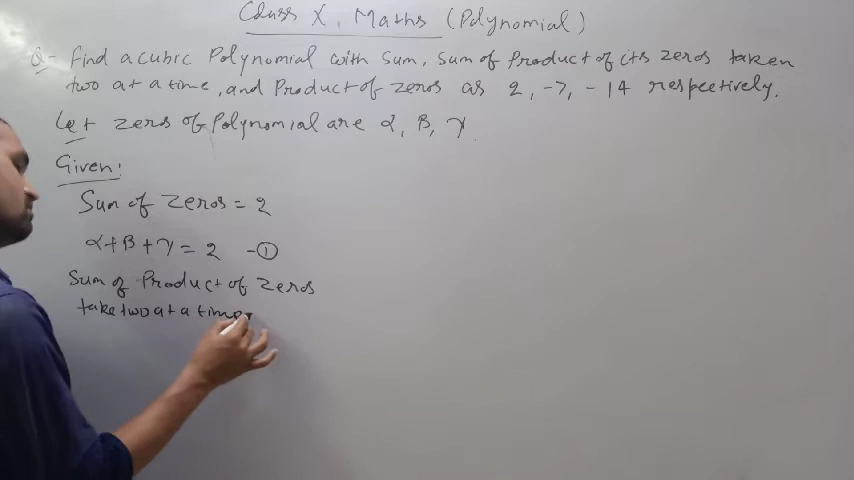 Class X, Maths (Polynomial)
Q- Find a cubic Polynomial with sum, sum of Product of its zeros taken
two at a time, and Product of zeros as 2, -7, -14 respectively.
Let zeros of Polynomial are α, β, γ
Given:
Sum of Zeros = 2
α+β+γ = 2 -①
Sum of Product of Zeros
take two at a time